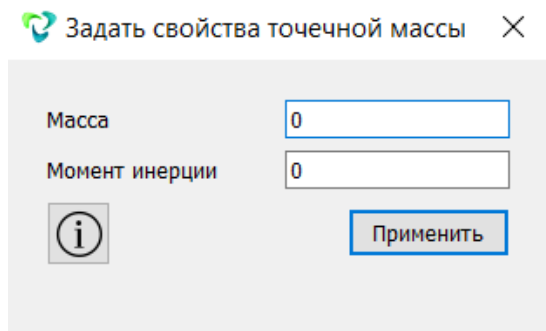 Задать свойства точечной массы
Масса 0
Момент инерции 0
i Применить